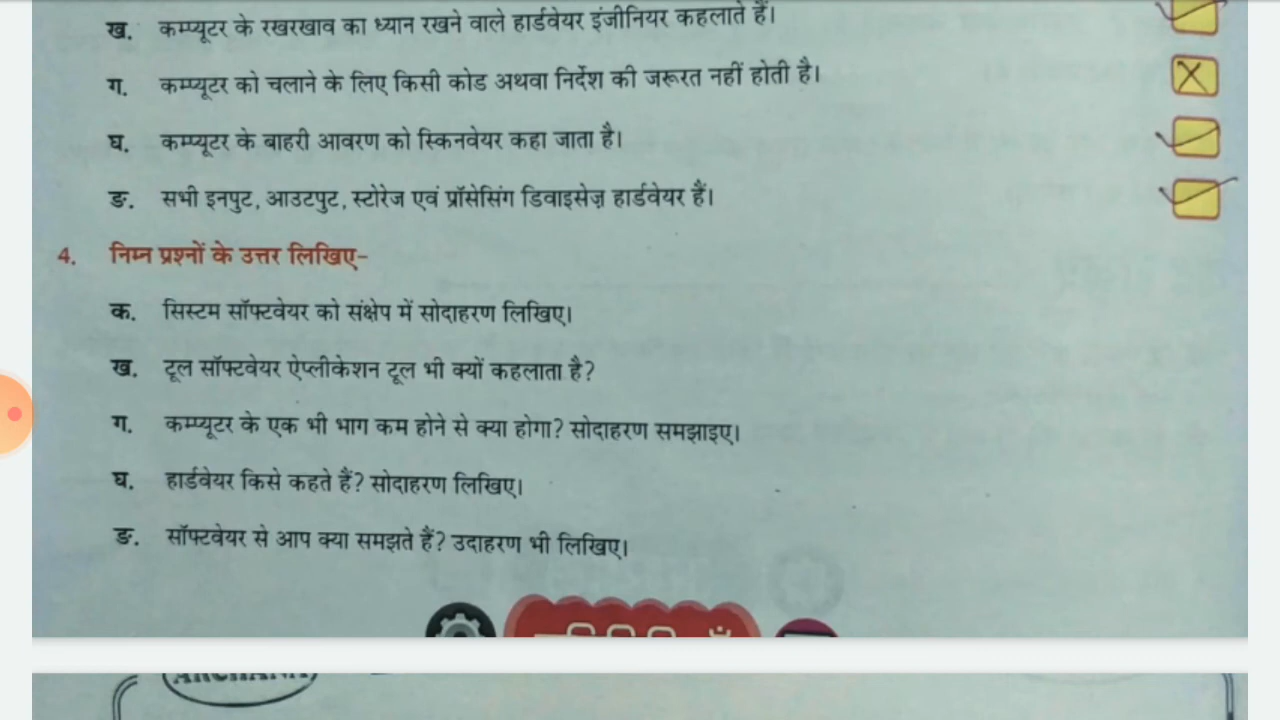 ख. कम्प्यूटर के रखरखाव का ध्यान रखने वाले हार्डवेयर इंजीनियर कहलाते हैं।
ग. कम्प्यूटर को चलाने के लिए किसी कोड अथवा निर्देश की जरूरत नहीं होती है।
घ. कम्प्यूटर के बाहरी आवरण को स्किनवेयर कहा जाता है।
ङ. सभी इनपुट, आउटपुट, स्टोरेज एवं प्रॉसेसिंग डिवाइसेज़ हार्डवेयर हैं।
4. निम्न प्रश्नों के उत्तर लिखिए-
क. सिस्टम सॉफ्टवेयर को संक्षेप में सोदाहरण लिखिए।
ख. टूल सॉफ्टवेयर ऐप्लीकेशन टूल भी क्यों कहलाता है?
ग. कम्प्यूटर के एक भी भाग कम होने से क्या होगा? सोदाहरण समझाइए।
घ. हार्डवेयर किसे कहते हैं? सोदाहरण लिखिए।
ङ. सॉफ्टवेयर से आप क्या समझते हैं? उदाहरण भी लिखिए।